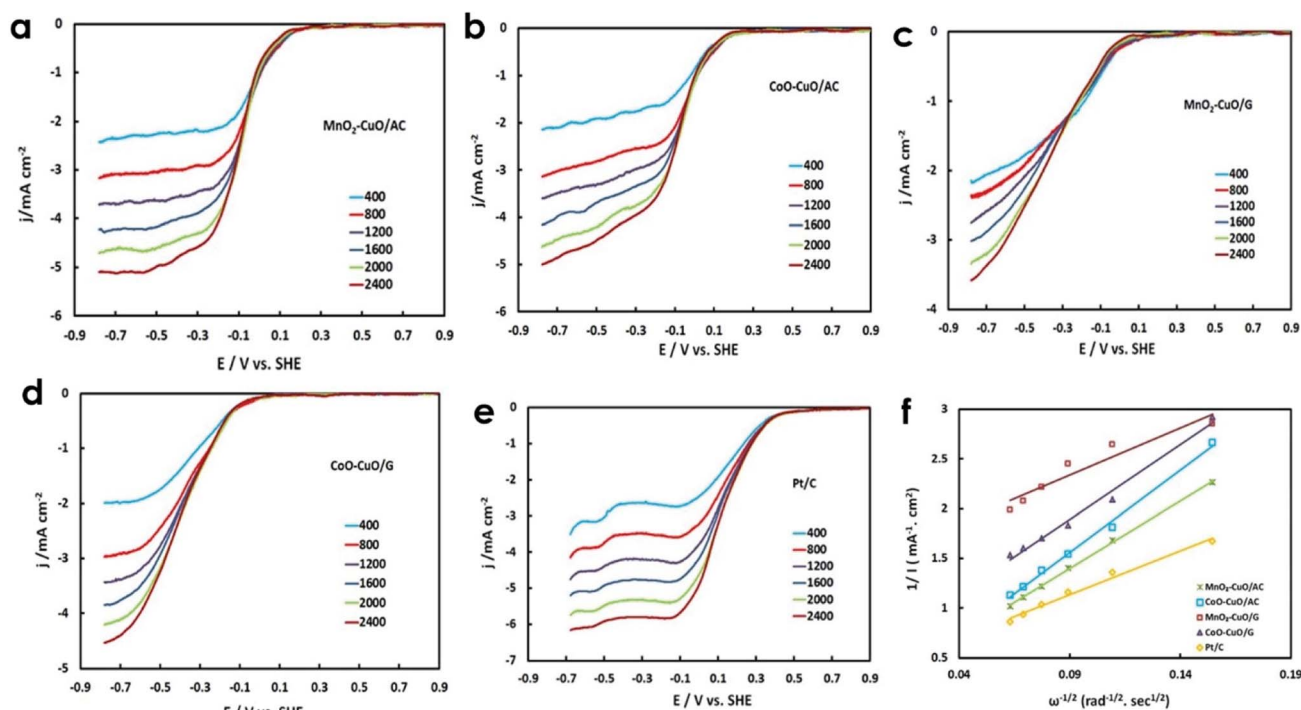 a
0
-1
-2
-3
-4
-5
-6
j/mA cm⁻²
MnO₂-CuO/AC
400
800
1200
1600
2000
2400
-0.9 -0.7 -0.5 -0.3 -0.1 0.1 0.3 0.5 0.7 0.9
E / V vs. SHE
b
0
-1
-2
-3
-4
-5
-6
j/mA cm⁻²
CoO-CuO/AC
400
800
1200
1600
2000
2400
-0.9 -0.7 -0.5 -0.3 -0.1 0.1 0.3 0.5 0.7 0.9
E / V vs. SHE
c
0
-1
-2
-3
-4
j/mA cm⁻²
MnO₂-CuO/G
400
800
1200
1600
2000
2400
-0.9 -0.7 -0.5 -0.3 -0.1 0.1 0.3 0.5 0.7 0.9
E / V vs. SHE
d
0
-1
-2
-3
-4
-5
j /mA cm⁻²
CoO-CuO/G
400
800
1200
1600
2000
2400
-0.9 -0.7 -0.5 -0.3 -0.1 0.1 0.3 0.5 0.7 0.9
E / V vs. SHE
e
0
-1
-2
-3
-4
-5
-6
-7
j /mA cm⁻²
Pt/C
400
800
1200
1600
2000
2400
-0.9 -0.7 -0.5 -0.3 -0.1 0.1 0.3 0.5 0.7 0.9
E / V vs. SHE
f
3
2.5
2
1.5
1
0.5
1/ I ( mA⁻¹. cm²)
MnO₂-CuO/AC
CoO-CuO/AC
MnO₂-CuO/G
CoO-CuO/G
Pt/C
0.04 0.09 0.14 0.19
ω⁻¹/² (rad⁻¹/². sec¹/²)